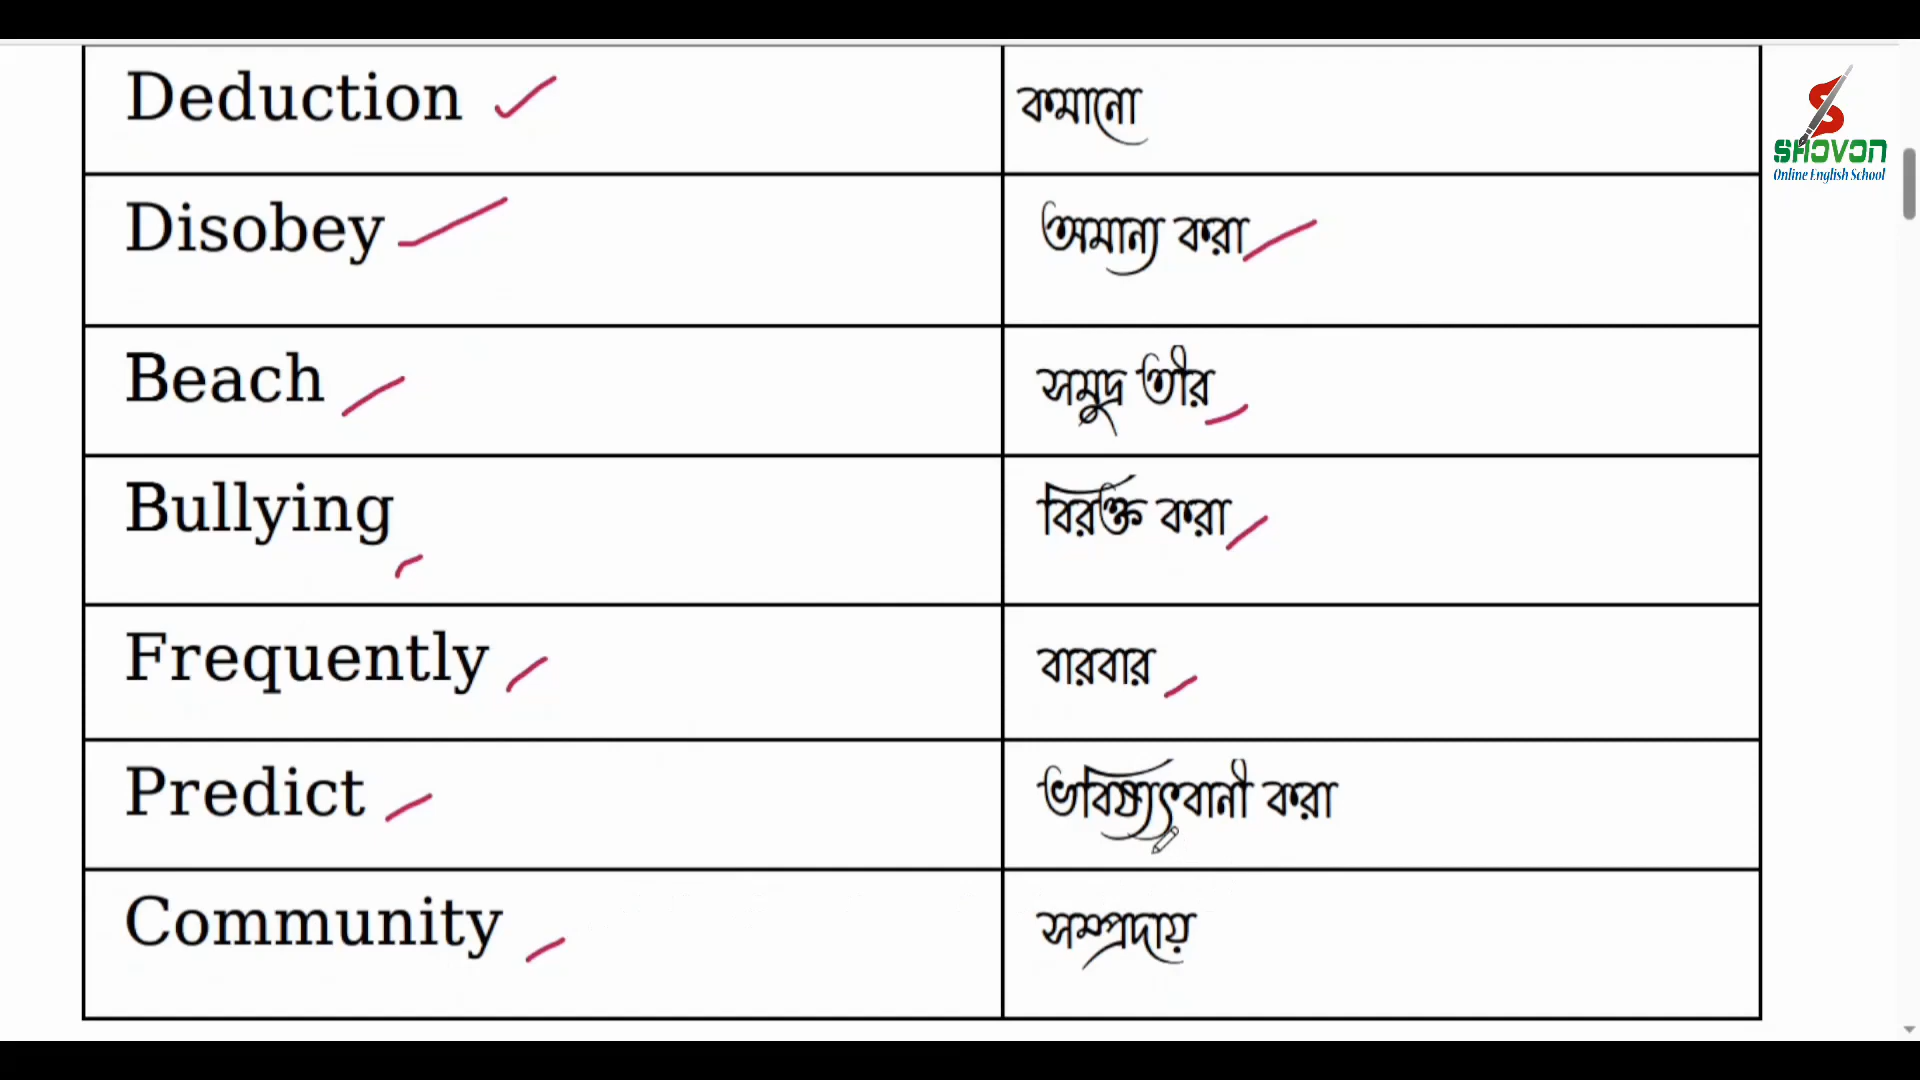 Deduction কমানো
Disobey অমান্য করা
Beach সমুদ্র তীর
Bullying বিরক্ত করা
Frequently বারবার
Predict ভবিষ্যৎবানী করা
Community সম্প্রদায়
SHOVON
Online English School